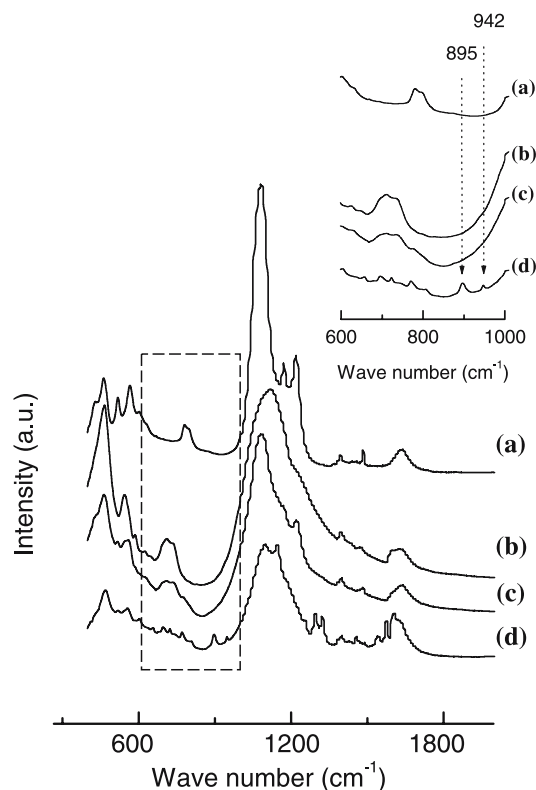 942
895
(a)
(b)
(c)
(d)
600 800 1000
Wave number (cm⁻¹)
Intensity (a.u.)
(a)
(b)
(c)
(d)
600 1200 1800
Wave number (cm⁻¹)